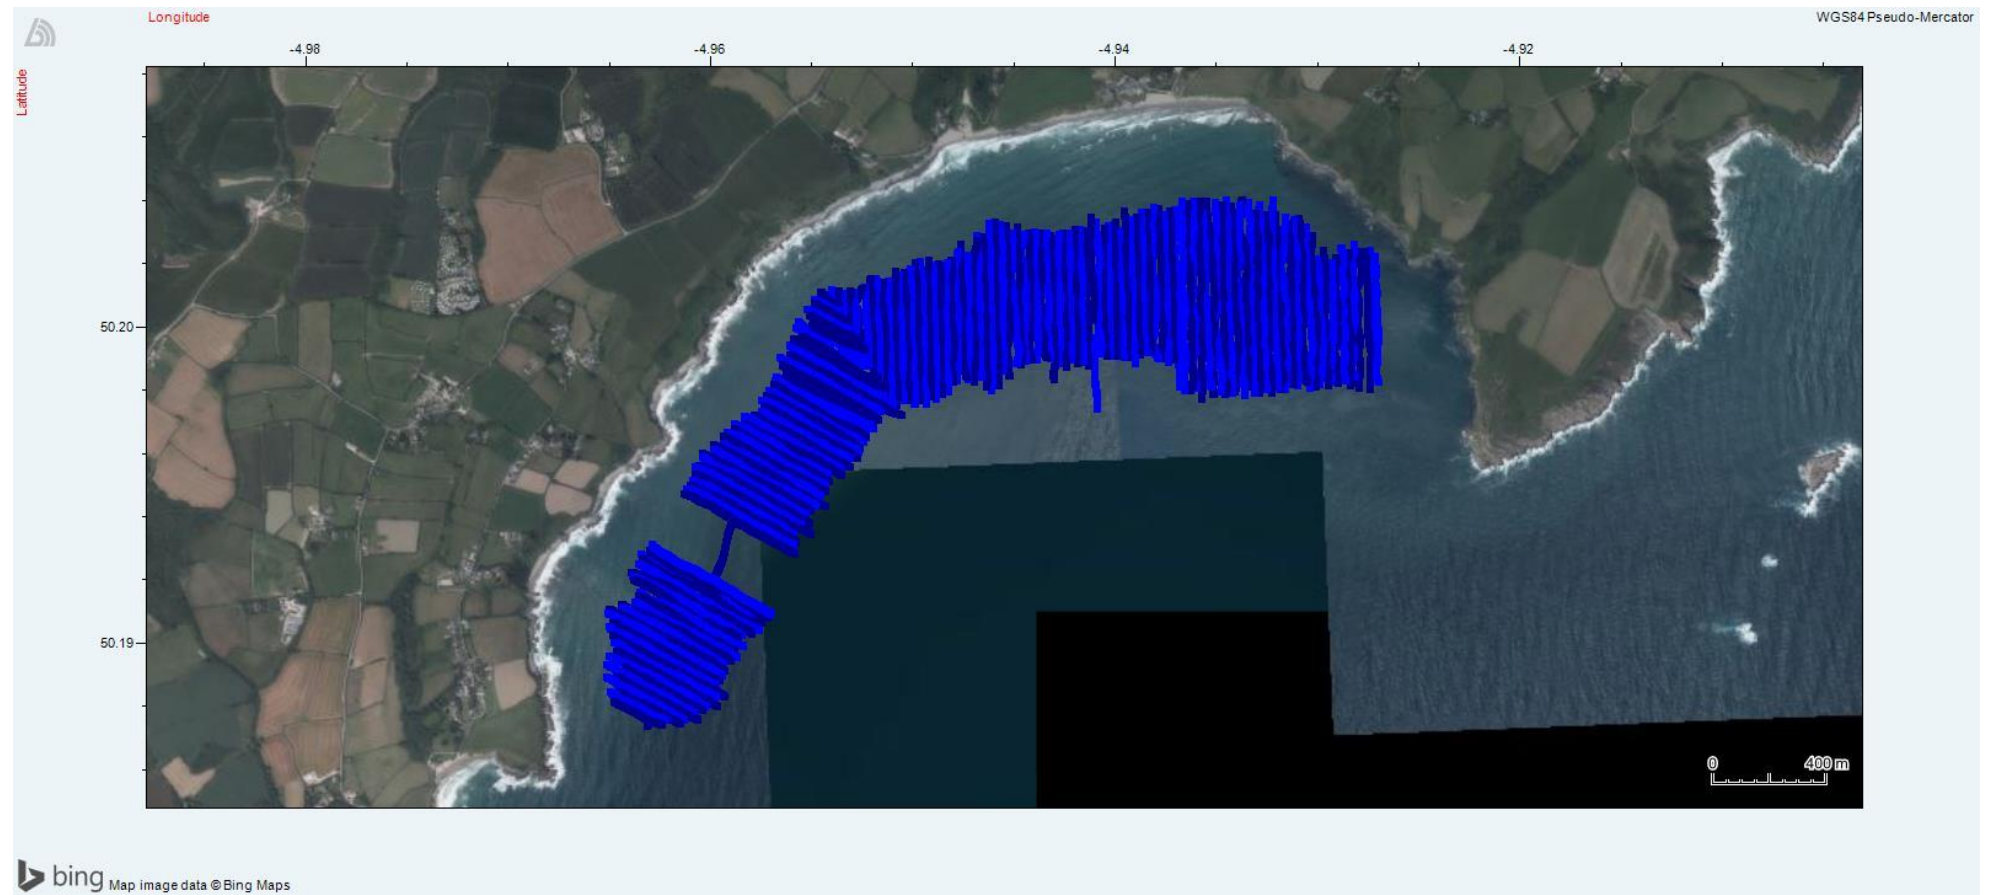 Longitude
WGS84 Pseudo-Mercator
-4.98
-4.96
-4.94
-4.92
Latitude
50.20
50.19
0 400 m
bing Map image data © Bing Maps